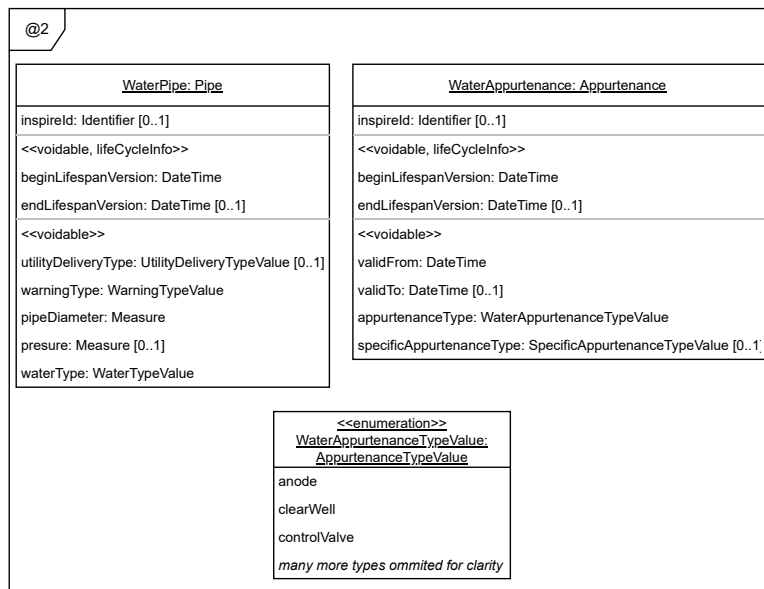 @2
WaterPipe: Pipe
inspireId: Identifier [0..1]
<<voidable, lifeCycleInfo>>
beginLifespanVersion: DateTime
endLifespanVersion: DateTime [0..1]
<<voidable>>
utilityDeliveryType: UtilityDeliveryTypeValue [0..1]
warningType: WarningTypeValue
pipeDiameter: Measure
presure: Measure [0..1]
waterType: WaterTypeValue
WaterAppurtenance: Appurtenance
inspireId: Identifier [0..1]
<<voidable, lifeCycleInfo>>
beginLifespanVersion: DateTime
endLifespanVersion: DateTime [0..1]
<<voidable>>
validFrom: DateTime
validTo: DateTime [0..1]
appurtenanceType: WaterAppurtenanceTypeValue
specificAppurtenanceType: SpecificAppurtenanceTypeValue [0..1]
<<enumeration>>
WaterAppurtenanceTypeValue:
AppurtenanceTypeValue
anode
clearWell
controlValve
many more types ommited for clarity